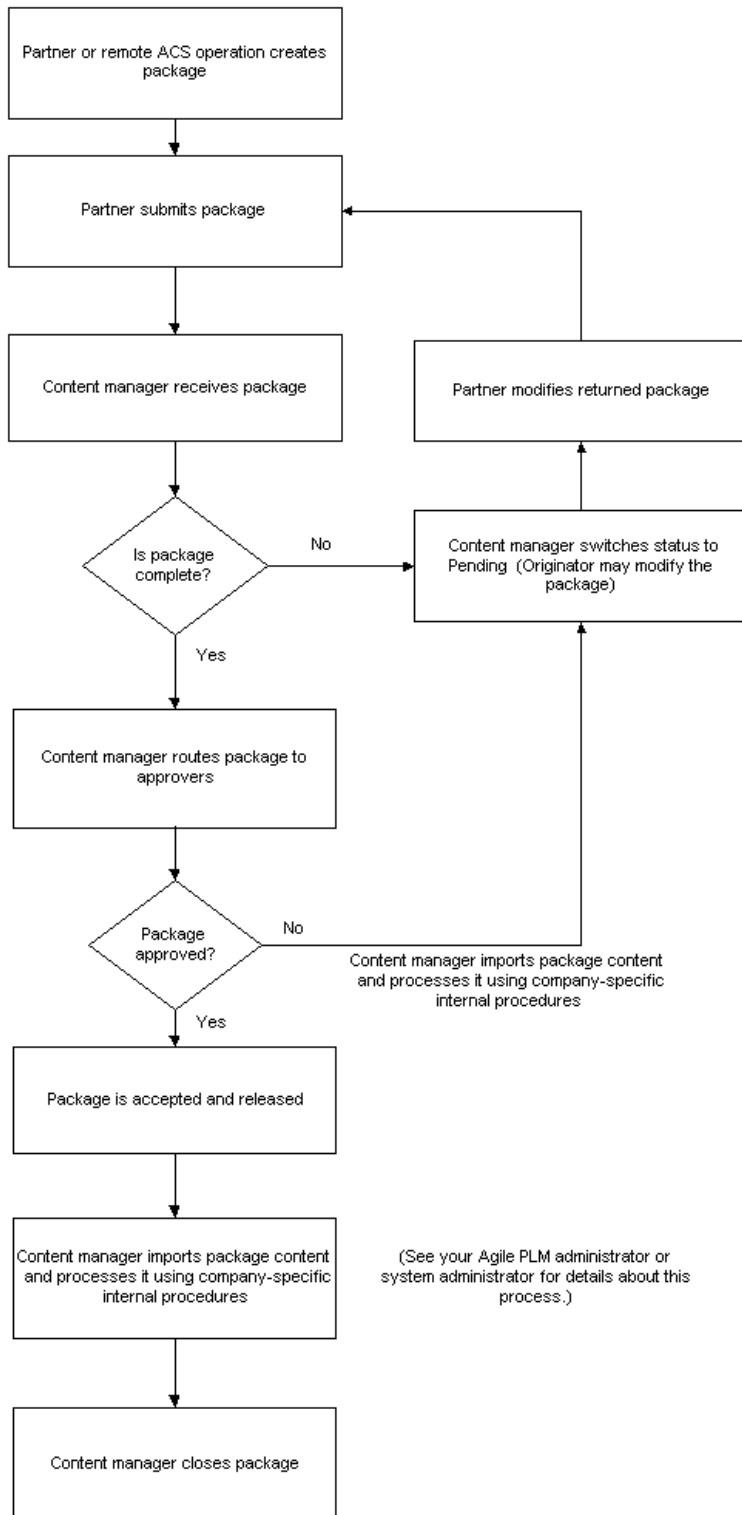 Partner or remote ACS operation creates
package
Partner submits package
Content manager receives package
Partner modifies returned package
Is package
complete?
No
Content manager switches status to
Pending (Originator may modify the
package)
Yes
Content manager routes package to
approvers
Package
approved?
No
Content manager imports package content
and processes it using company-specific
internal procedures
Yes
Package is accepted and released
Content manager imports package content
and processes it using company-specific
internal procedures
(See your Agile PLM administrator or
system administrator for details about this
process.)
Content manager closes package